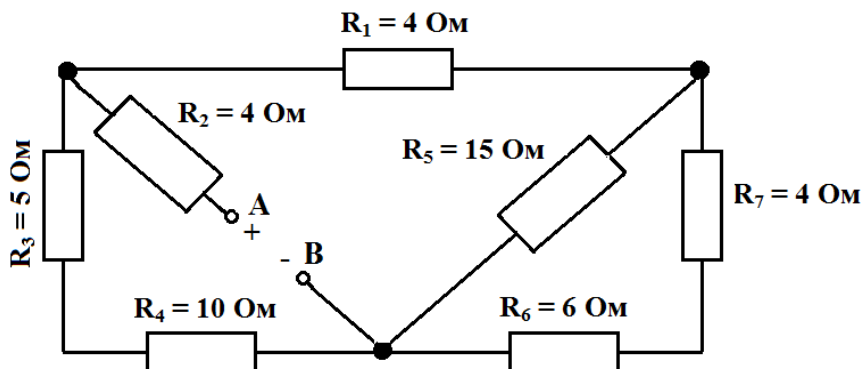 R₁ = 4 Ом
R₂ = 4 Ом
R₅ = 15 Ом
R₃ = 5 Ом
R₇ = 4 Ом
A
+
- B
R₄ = 10 Ом
R₆ = 6 Ом